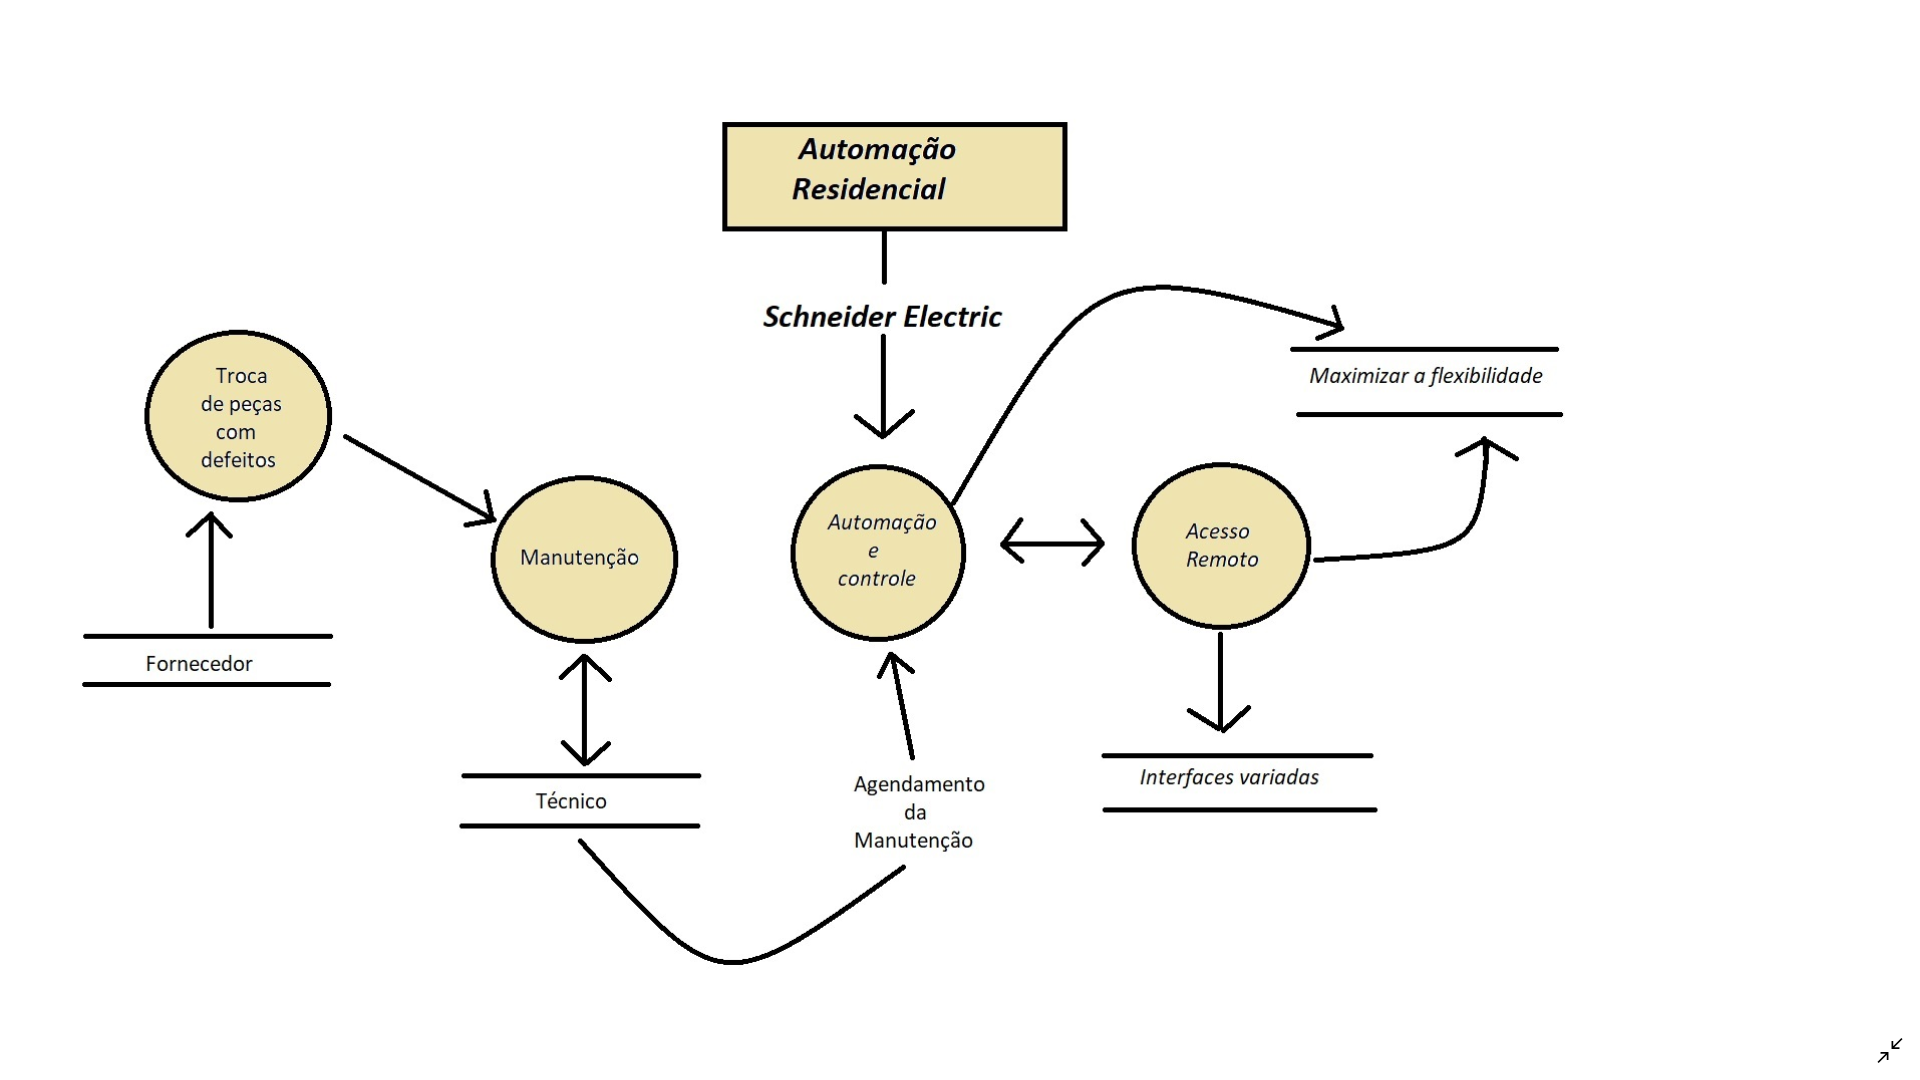 Automação
Residencial
Schneider Electric
Troca
de peças
com
defeitos
Maximizar a flexibilidade
Manutenção
Automação
e
controle
Acesso
Remoto
Fornecedor
Técnico
Agendamento
da
Manutenção
Interfaces variadas